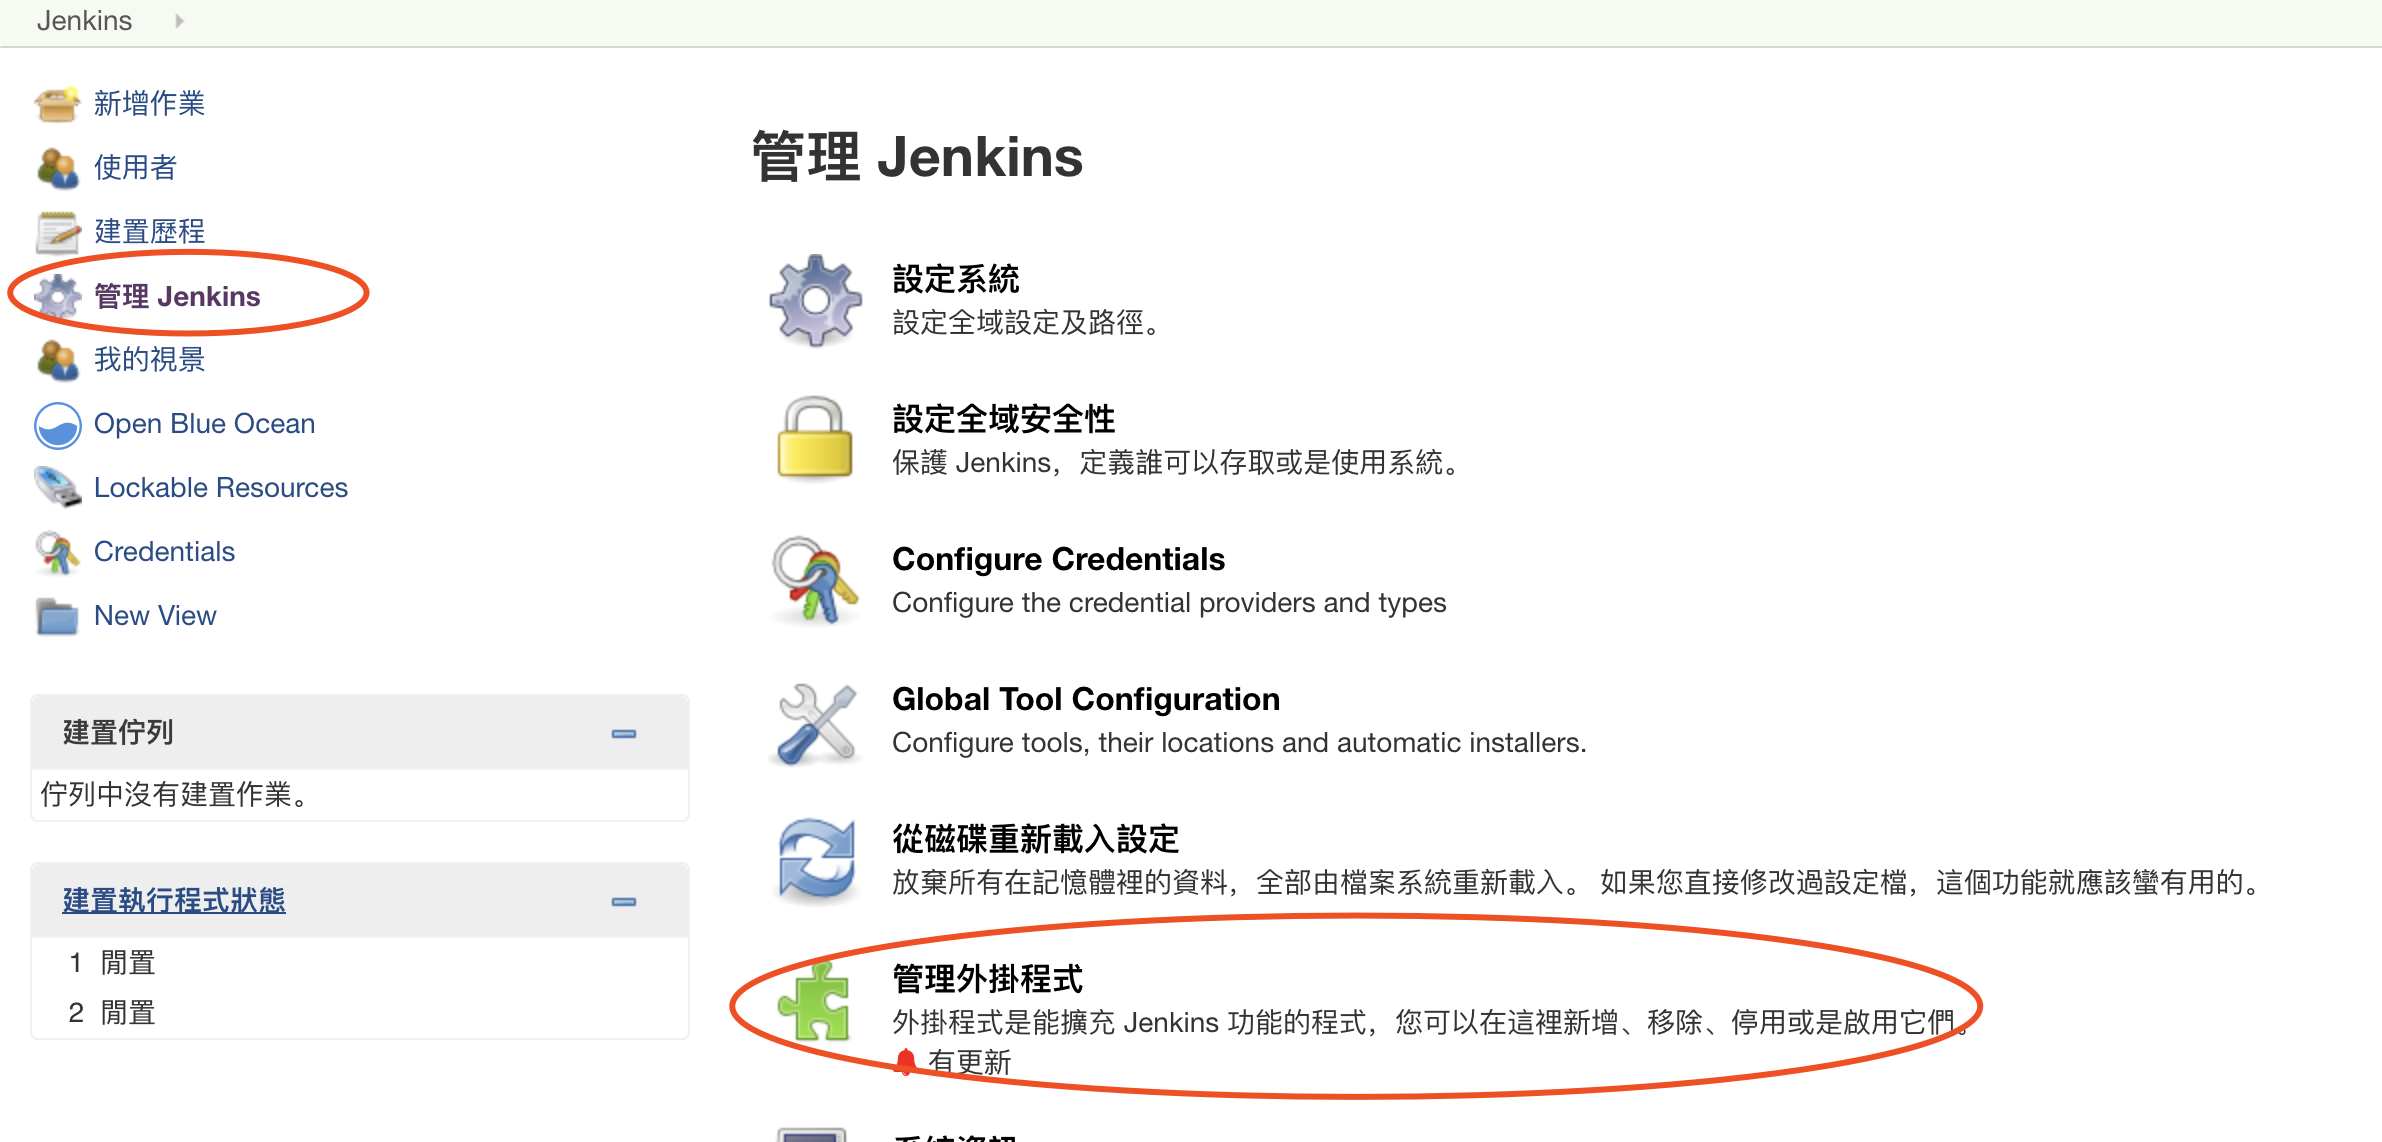 Jenkins
新增作業
使用者
建置歷程
管理 Jenkins
我的視景
Open Blue Ocean
Lockable Resources
Credentials
New View
建置佇列
佇列中沒有建置作業。
建置執行程式狀態
1 閒置
2 閒置
管理 Jenkins
設定系統
設定全域設定及路徑。
設定全域安全性
保護 Jenkins，定義誰可以存取或是使用系統。
Configure Credentials
Configure the credential providers and types
Global Tool Configuration
Configure tools, their locations and automatic installers.
從磁碟重新載入設定
放棄所有在記憶體裡的資料，全部由檔案系統重新載入。 如果您直接修改過設定檔，這個功能就應該蠻有用的。
管理外掛程式
外掛程式是能擴充 Jenkins 功能的程式，您可以在這裡新增、移除、停用或是啟用它們。
有更新
系統資訊